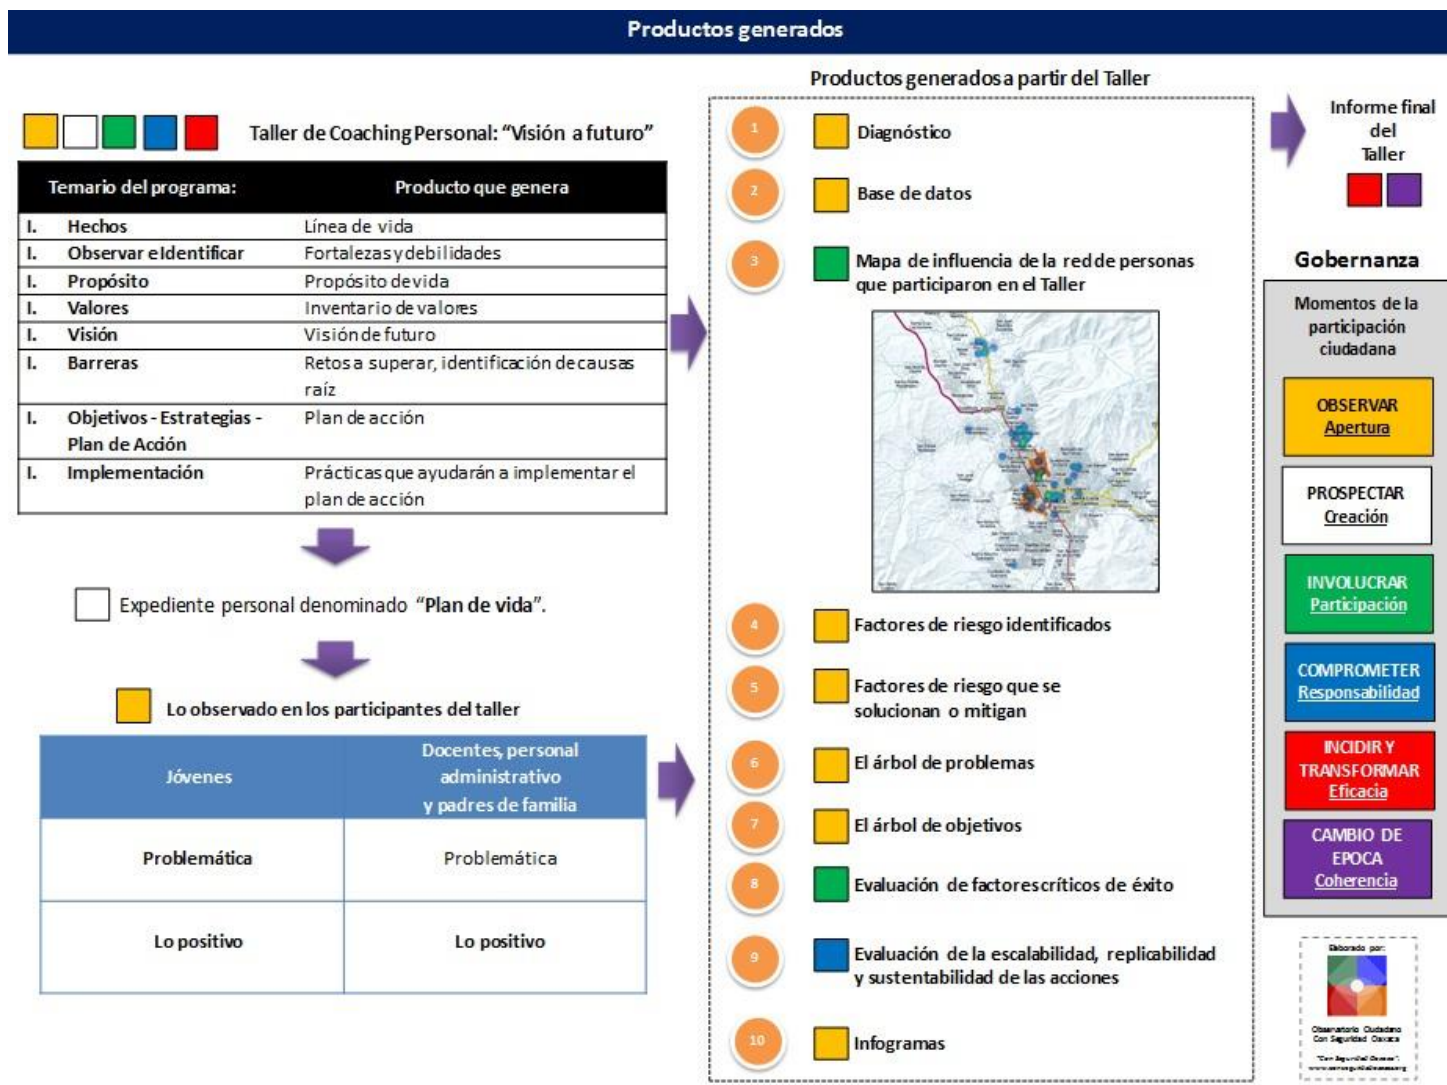 Productos generados
Taller de Coaching Personal: “Visión a futuro”
Temario del programa:
Producto que genera
I. Hechos
Línea de vida
I. Observar e Identificar
Fortalezas y debilidades
I. Propósito
Propósito de vida
I. Valores
Inventario de valores
I. Visión
Visión de futuro
I. Barreras
Retos a superar, identificación de causas
raíz
I. Objetivos - Estrategias -
Plan de Acción
Plan de acción
I. Implementación
Prácticas que ayudarán a implementar el
plan de acción
Expediente personal denominado “Plan de vida”.
Lo observado en los participantes del taller
Jóvenes
Docentes, personal
administrativo
y padres de familia
Problemática
Problemática
Lo positivo
Lo positivo
Productos generados a partir del Taller
1
Diagnóstico
2
Base de datos
3
Mapa de influencia de la red de personas
que participaron en el Taller
4
Factores de riesgo identificados
5
Factores de riesgo que se
solucionan o mitigan
6
El árbol de problemas
7
El árbol de objetivos
8
Evaluación de factores críticos de éxito
9
Evaluación de la escalabilidad, replicabilidad
y sustentabilidad de las acciones
10
Infogramas
Informe final
del
Taller
Gobernanza
Momentos de la
participación
ciudadana
OBSERVAR
Apertura
PROSPECTAR
Creación
INVOLUCRAR
Participación
COMPROMETER
Responsabilidad
INCIDIR Y
TRANSFORMAR
Eficacia
CAMBIO DE
EPOCA
Coherencia
Elaborado por:
Observatorio Ciudadano
Con Seguridad Oaxaca
"Con Seguridad Oaxaca".
www.conseguridadoaxaca.org